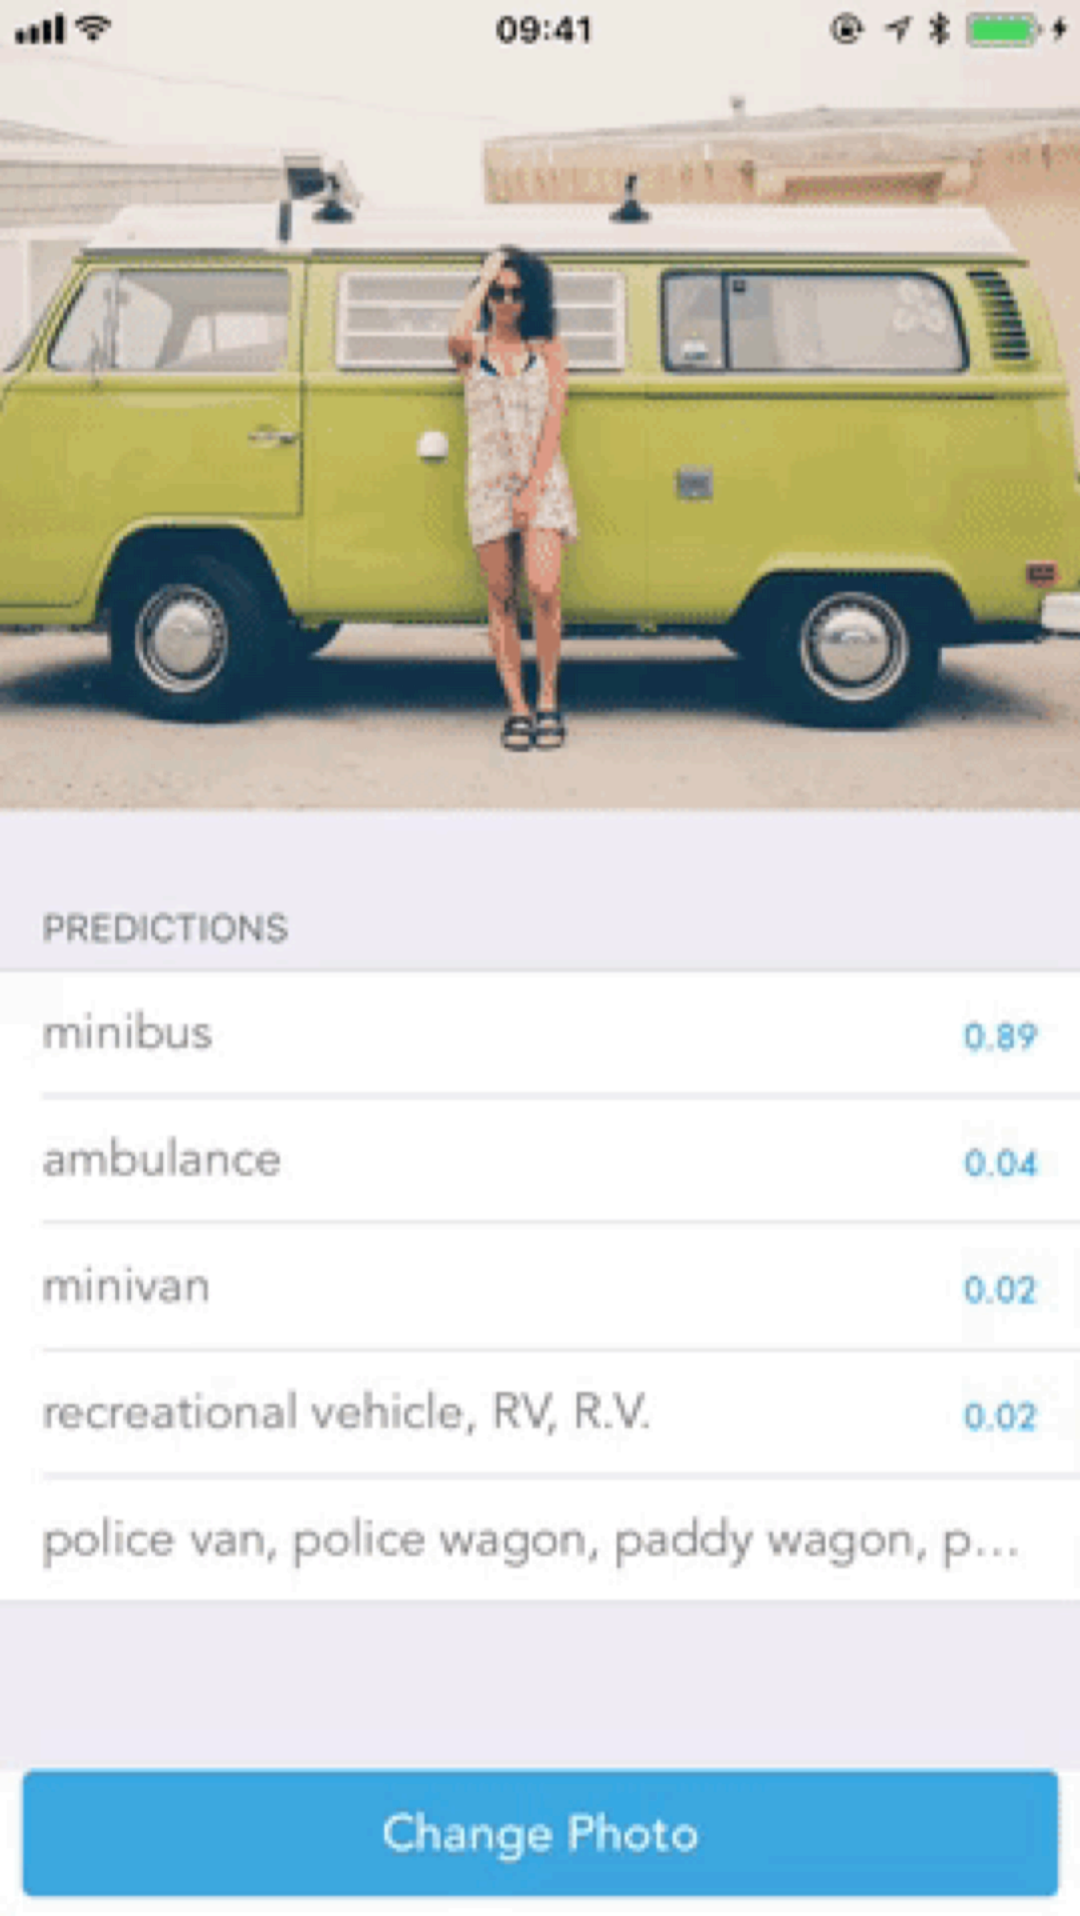 09:41
PREDICTIONS
minibus 0.89
ambulance 0.04
minivan 0.02
recreational vehicle, RV, R.V. 0.02
police van, police wagon, paddy wagon, p...
Change Photo